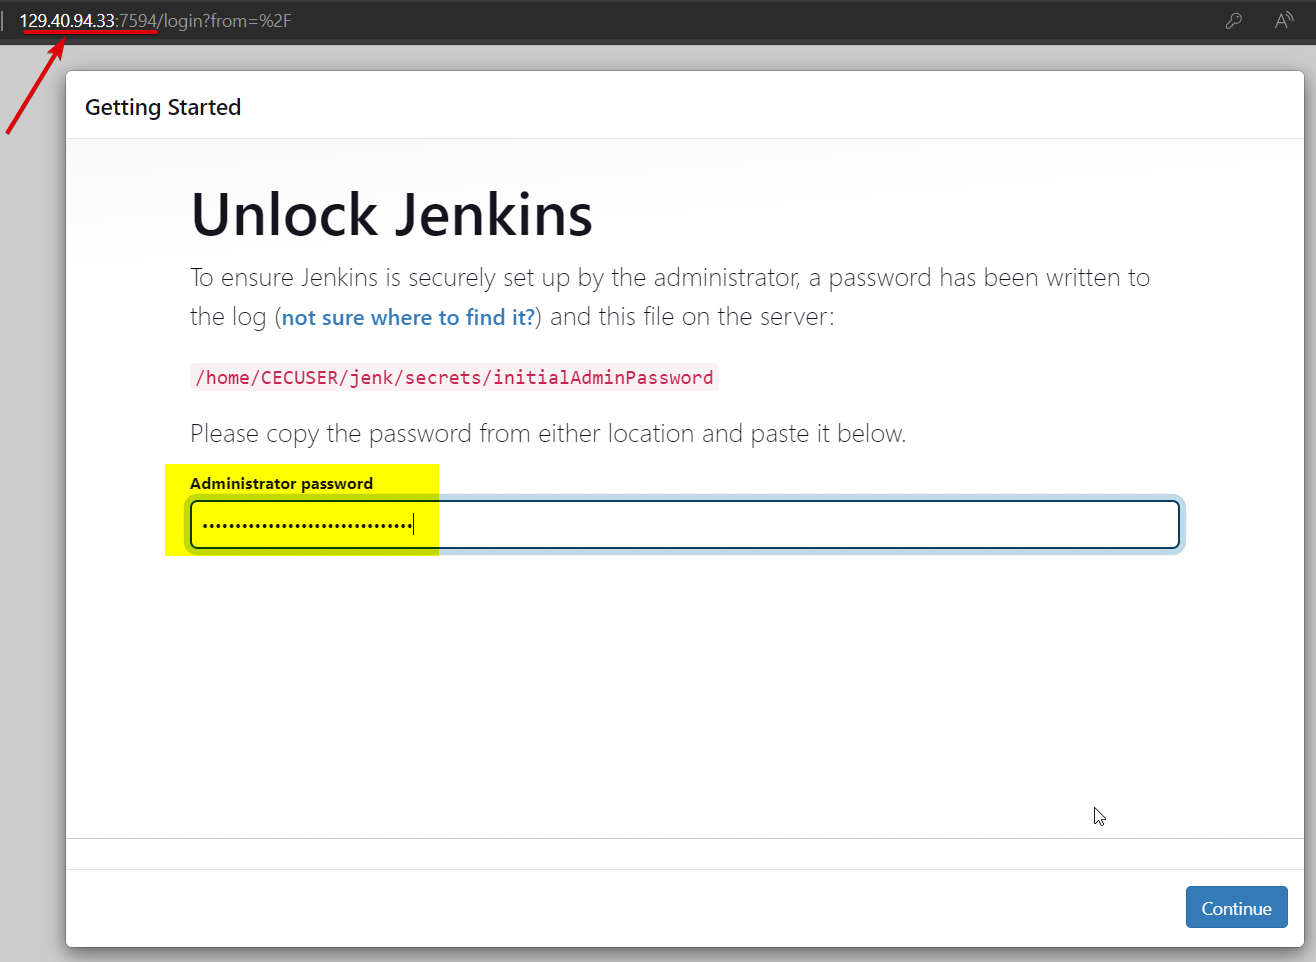 129.40.94.33:7594/login?from=%2F
Getting Started
Unlock Jenkins
To ensure Jenkins is securely set up by the administrator, a password has been written to
the log (not sure where to find it?) and this file on the server:
/home/CECUSER/jenk/secrets/initialAdminPassword
Please copy the password from either location and paste it below.
Administrator password
Continue